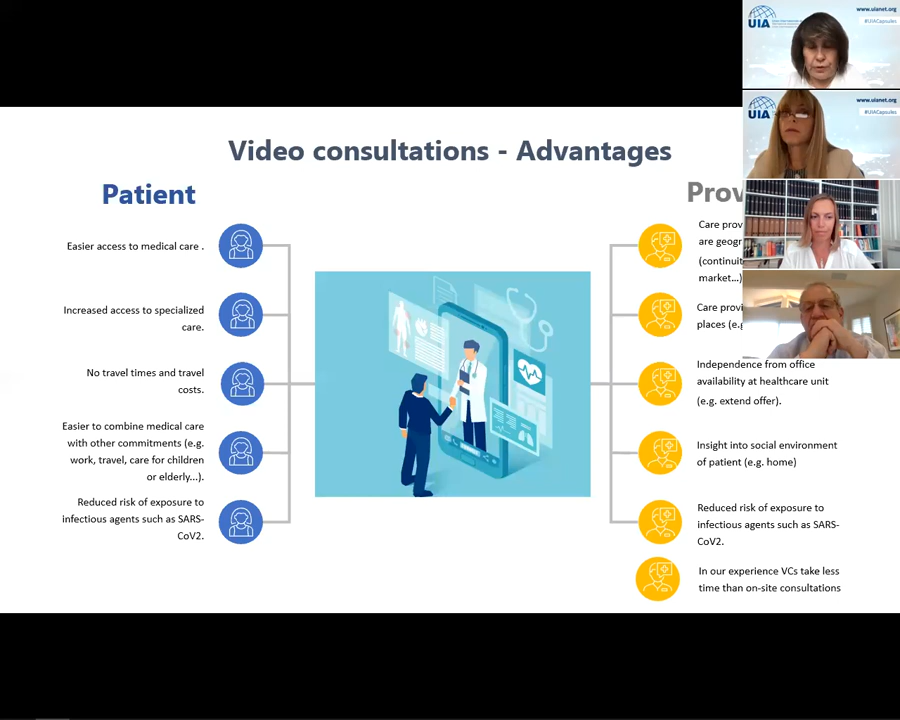 Video consultations - Advantages
Patient
Easier access to medical care .
Increased access to specialized
care.
No travel times and travel
costs.
Easier to combine medical care
with other commitments (e.g.
work, travel, care for children
or elderly...).
Reduced risk of exposure to
infectious agents such as SARS-
CoV2.
Prov
Care prov
are geogr
(continuit
market...)
Care provi
places (e.g
Independence from office
availability at healthcare unit
(e.g. extend offer).
Insight into social environment
of patient (e.g. home)
Reduced risk of exposure to
infectious agents such as SARS-
CoV2.
In our experience VCs take less
time than on-site consultations
UIA
www.uianet.org
#UIACapsules
UIA
www.uianet.org
#UIACapsules